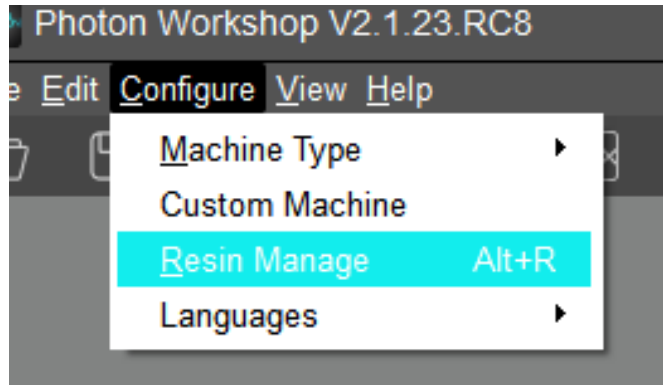 Photon Workshop V2.1.23.RC8
Edit Configure View Help
Machine Type
Custom Machine
Resin Manage Alt+R
Languages